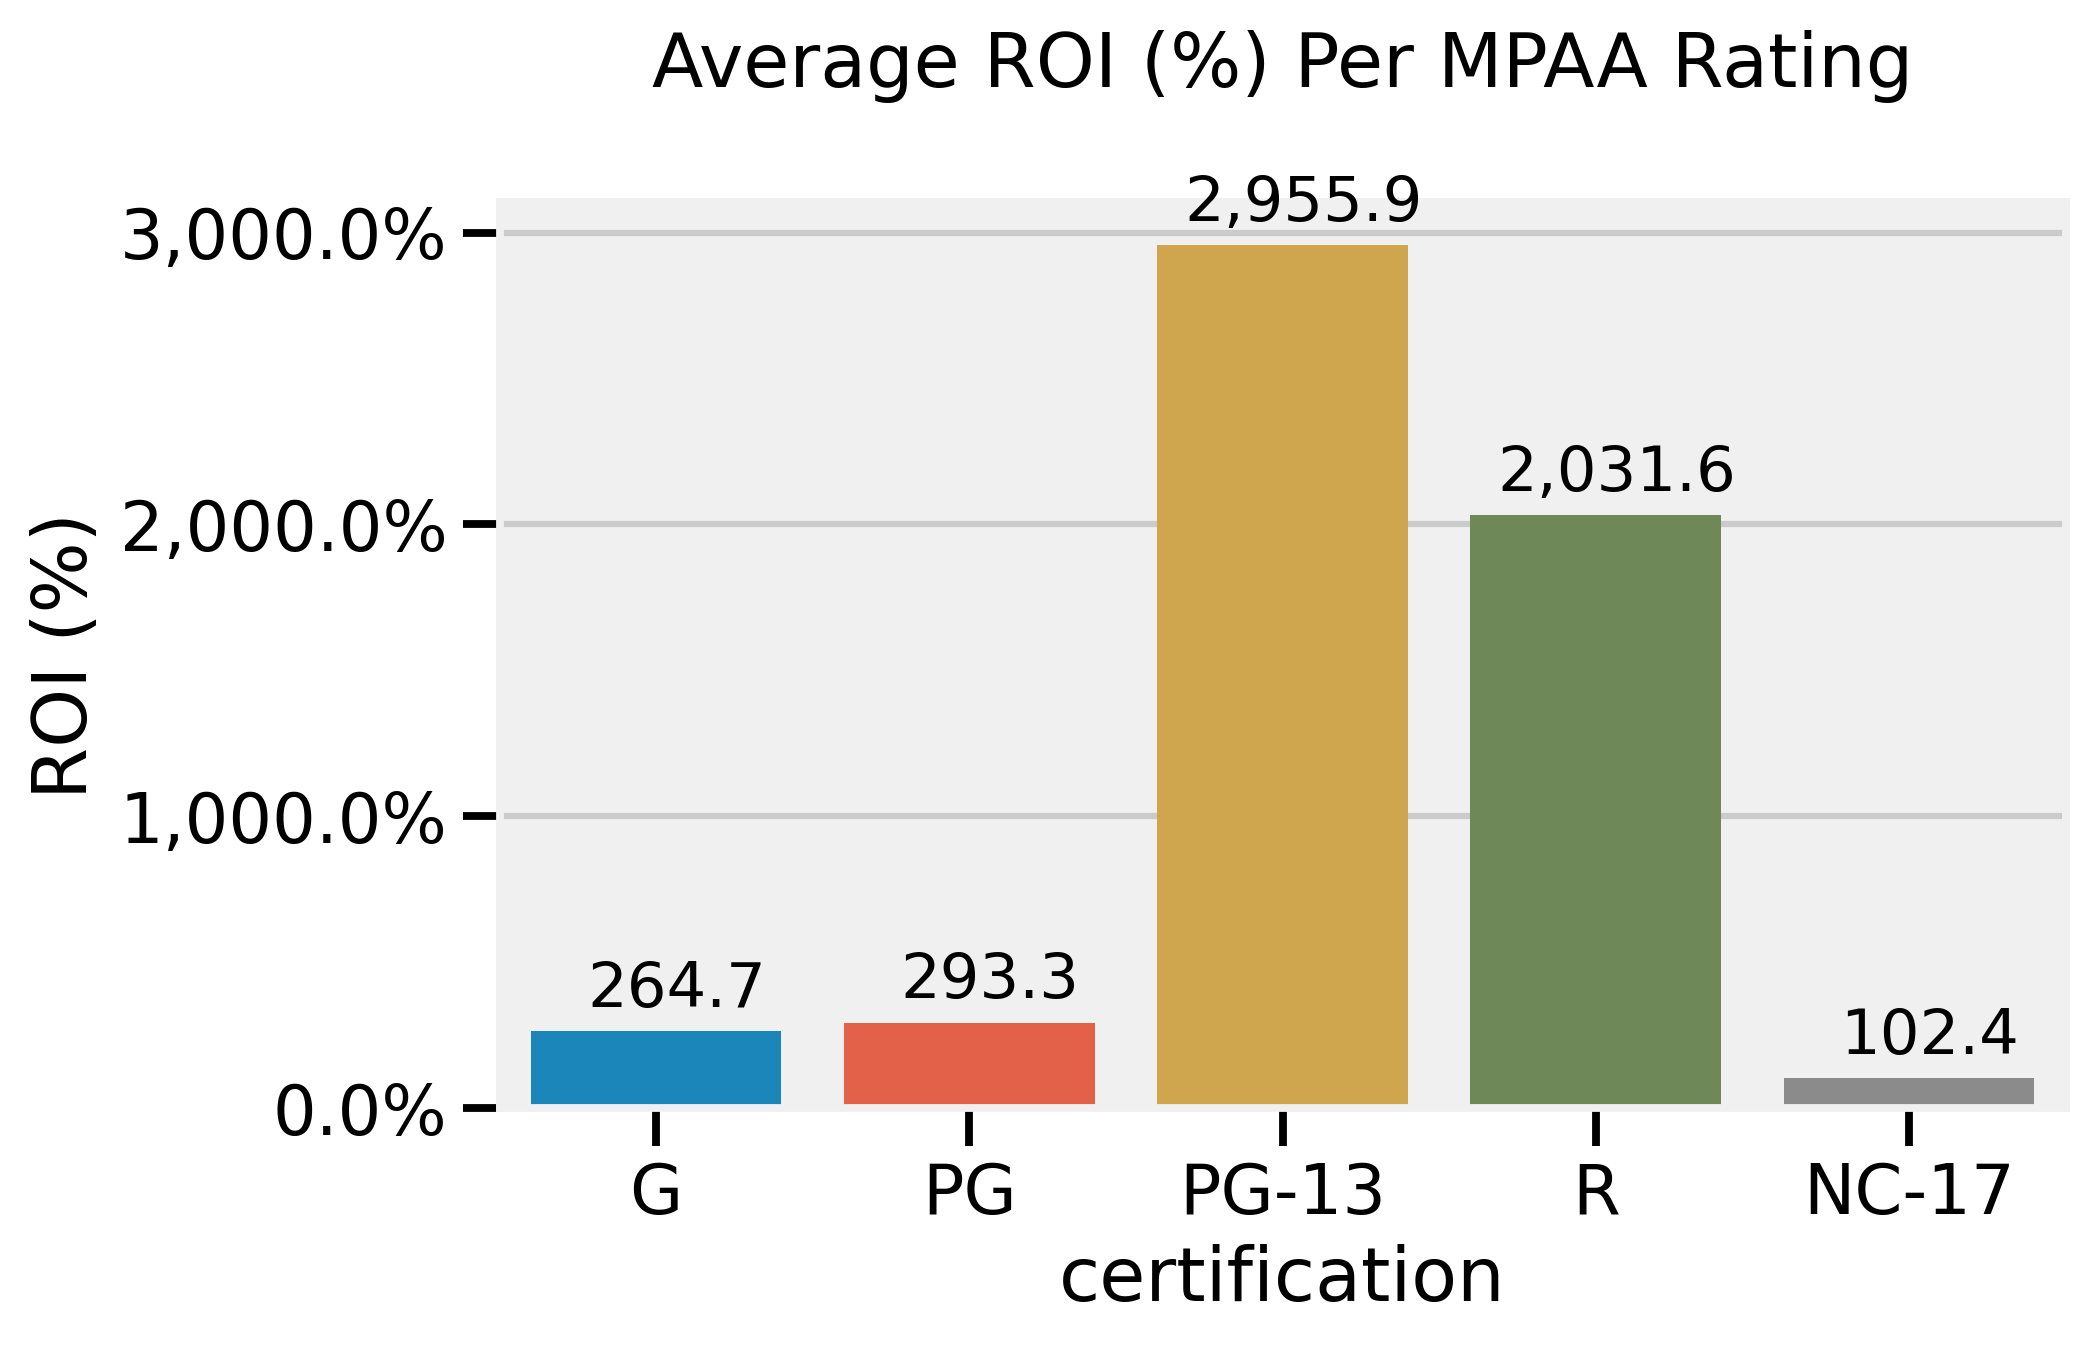 Average ROI (%) Per MPAA Rating
ROI (%)
3,000.0%
2,000.0%
1,000.0%
0.0%
264.7
293.3
2,955.9
2,031.6
102.4
G
PG
PG-13
R
NC-17
certification